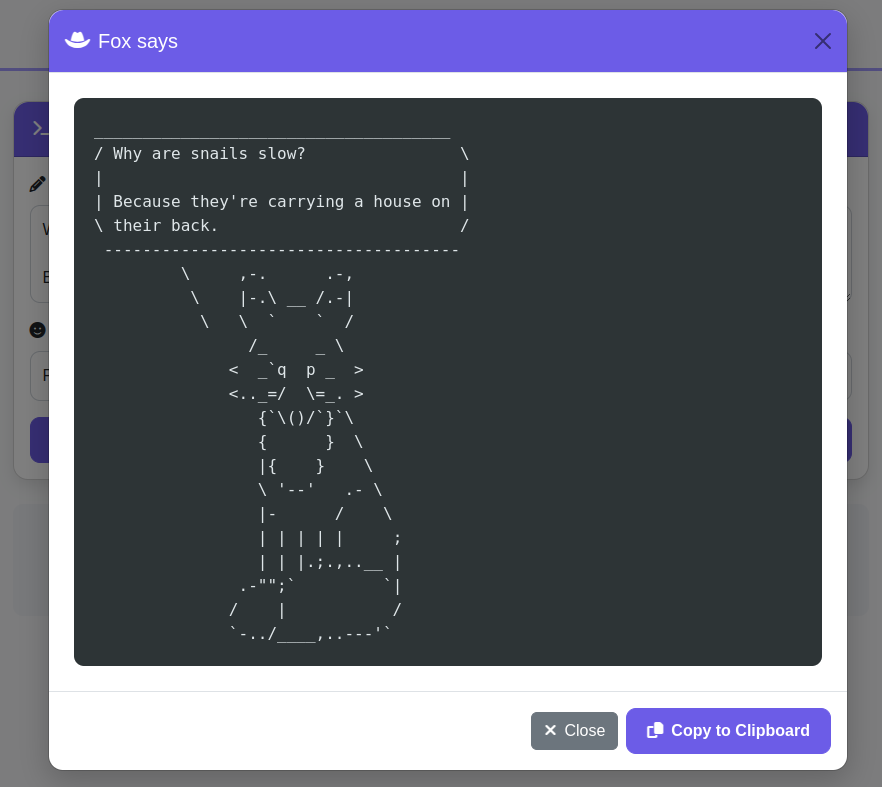 Fox says
 _____________________________________
/ Why are snails slow?                \
|                                     |
| Because they're carrying a house on |
\ their back.                         /
 -------------------------------------
         \     ,-.      .-,
          \    |-.\ __ /.-|
           \   \  `    `  /
                /_     _ \
              <  _`q  p _  >
              <.._=/  \=_. >
                 {`\()/`}`\
                 {      }  \
                 |{    }    \
                 \ '--'   .- \
                 |-      /    \
                 | | | | |     ;
                 | | |.;.,..__ |
               .-"";`         `|
              /    |           /
              `-../____,..---'`
Close
Copy to Clipboard